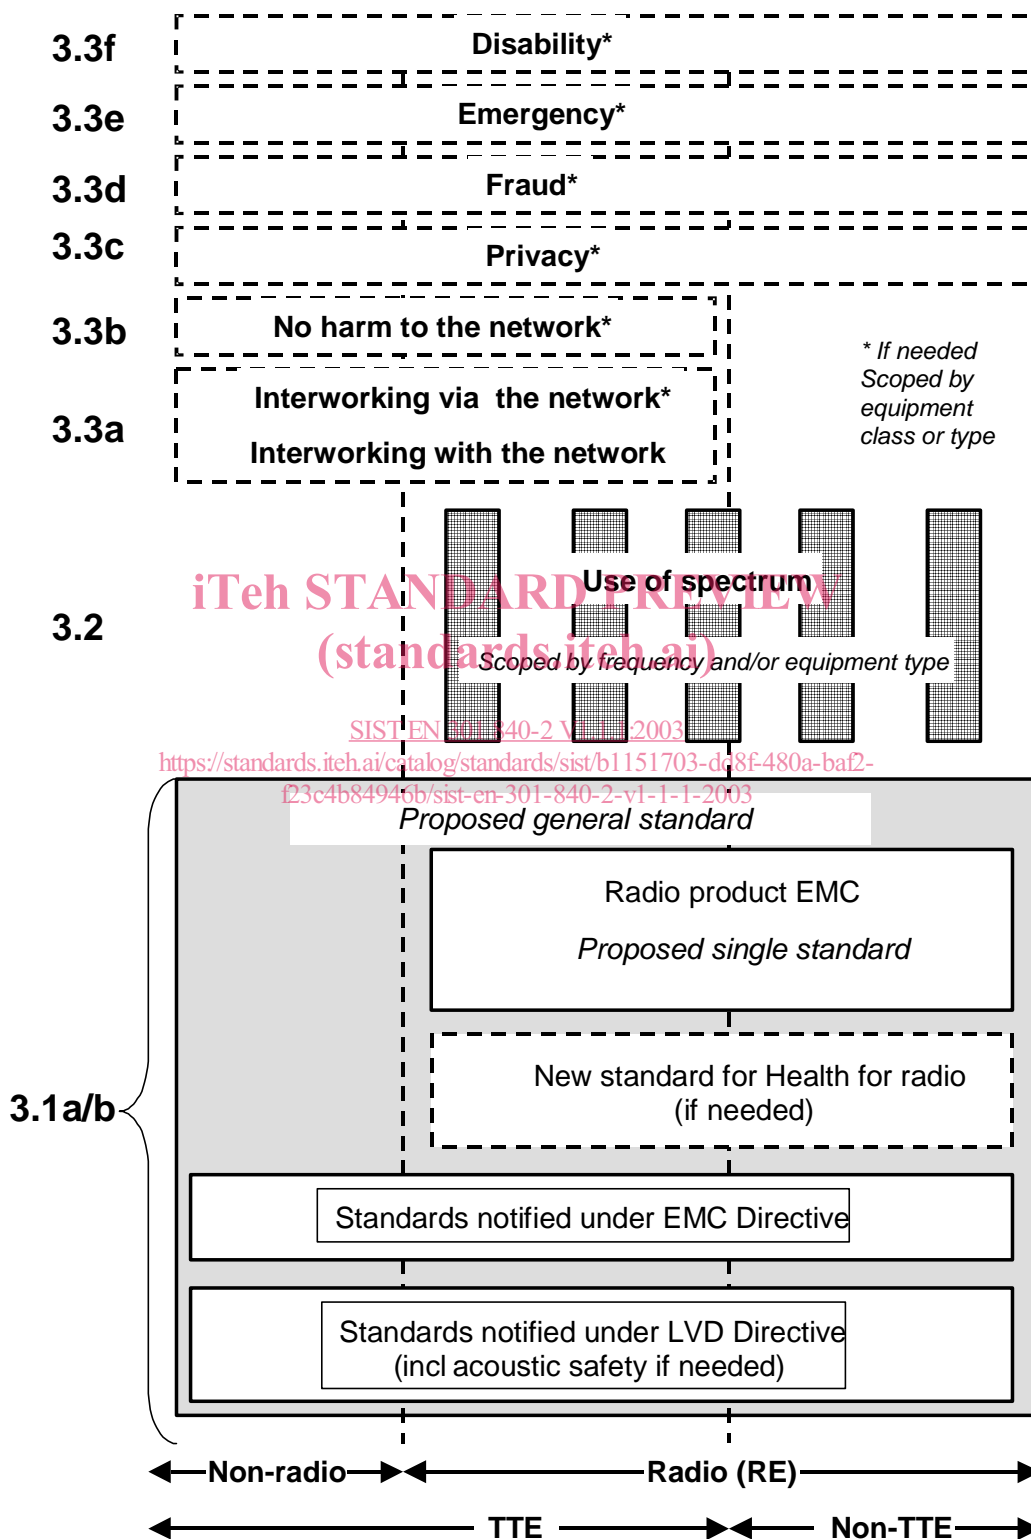 3.3f
Disability*
3.3e
Emergency*
3.3d
Fraud*
3.3c
Privacy*
3.3b
No harm to the network*
* If needed
Scoped by
equipment
class or type
3.3a
Interworking via the network*
Interworking with the network
3.2
Use of spectrum
Scoped by frequency and/or equipment type
iTeh STANDARD PREVIEW
(standards.iteh.ai)
SIST EN 301 840-2 V1.1.1:2003
https://standards.iteh.ai/catalog/standards/sist/b1151703-dd8f-480a-baf2-
f23c4b84946b/sist-en-301-840-2-v1-1-1-2003
Proposed general standard
Radio product EMC
Proposed single standard
New standard for Health for radio
(if needed)
3.1a/b
Standards notified under EMC Directive
Standards notified under LVD Directive
(incl acoustic safety if needed)
Non-radio
Radio (RE)
TTE
Non-TTE